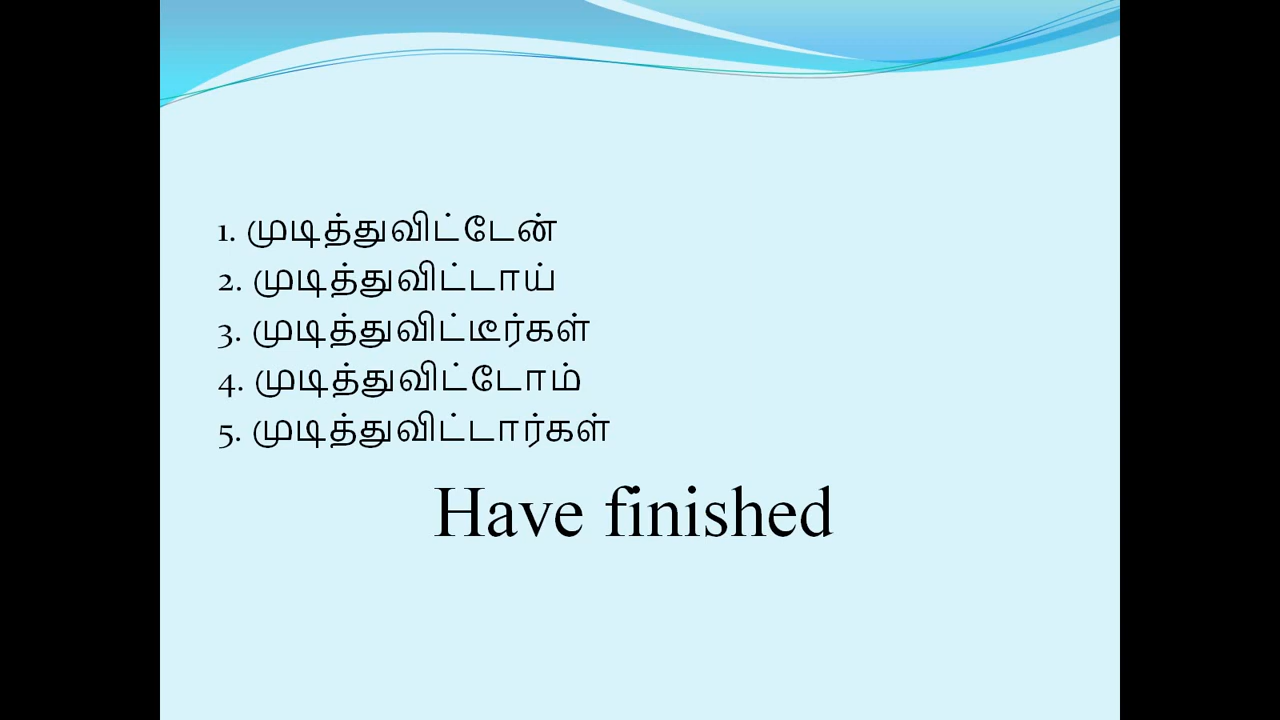 1. முடித்துவிட்டேன்
2. முடித்துவிட்டாய்
3. முடித்துவிட்டீர்கள்
4. முடித்துவிட்டோம்
5. முடித்துவிட்டார்கள்
Have finished